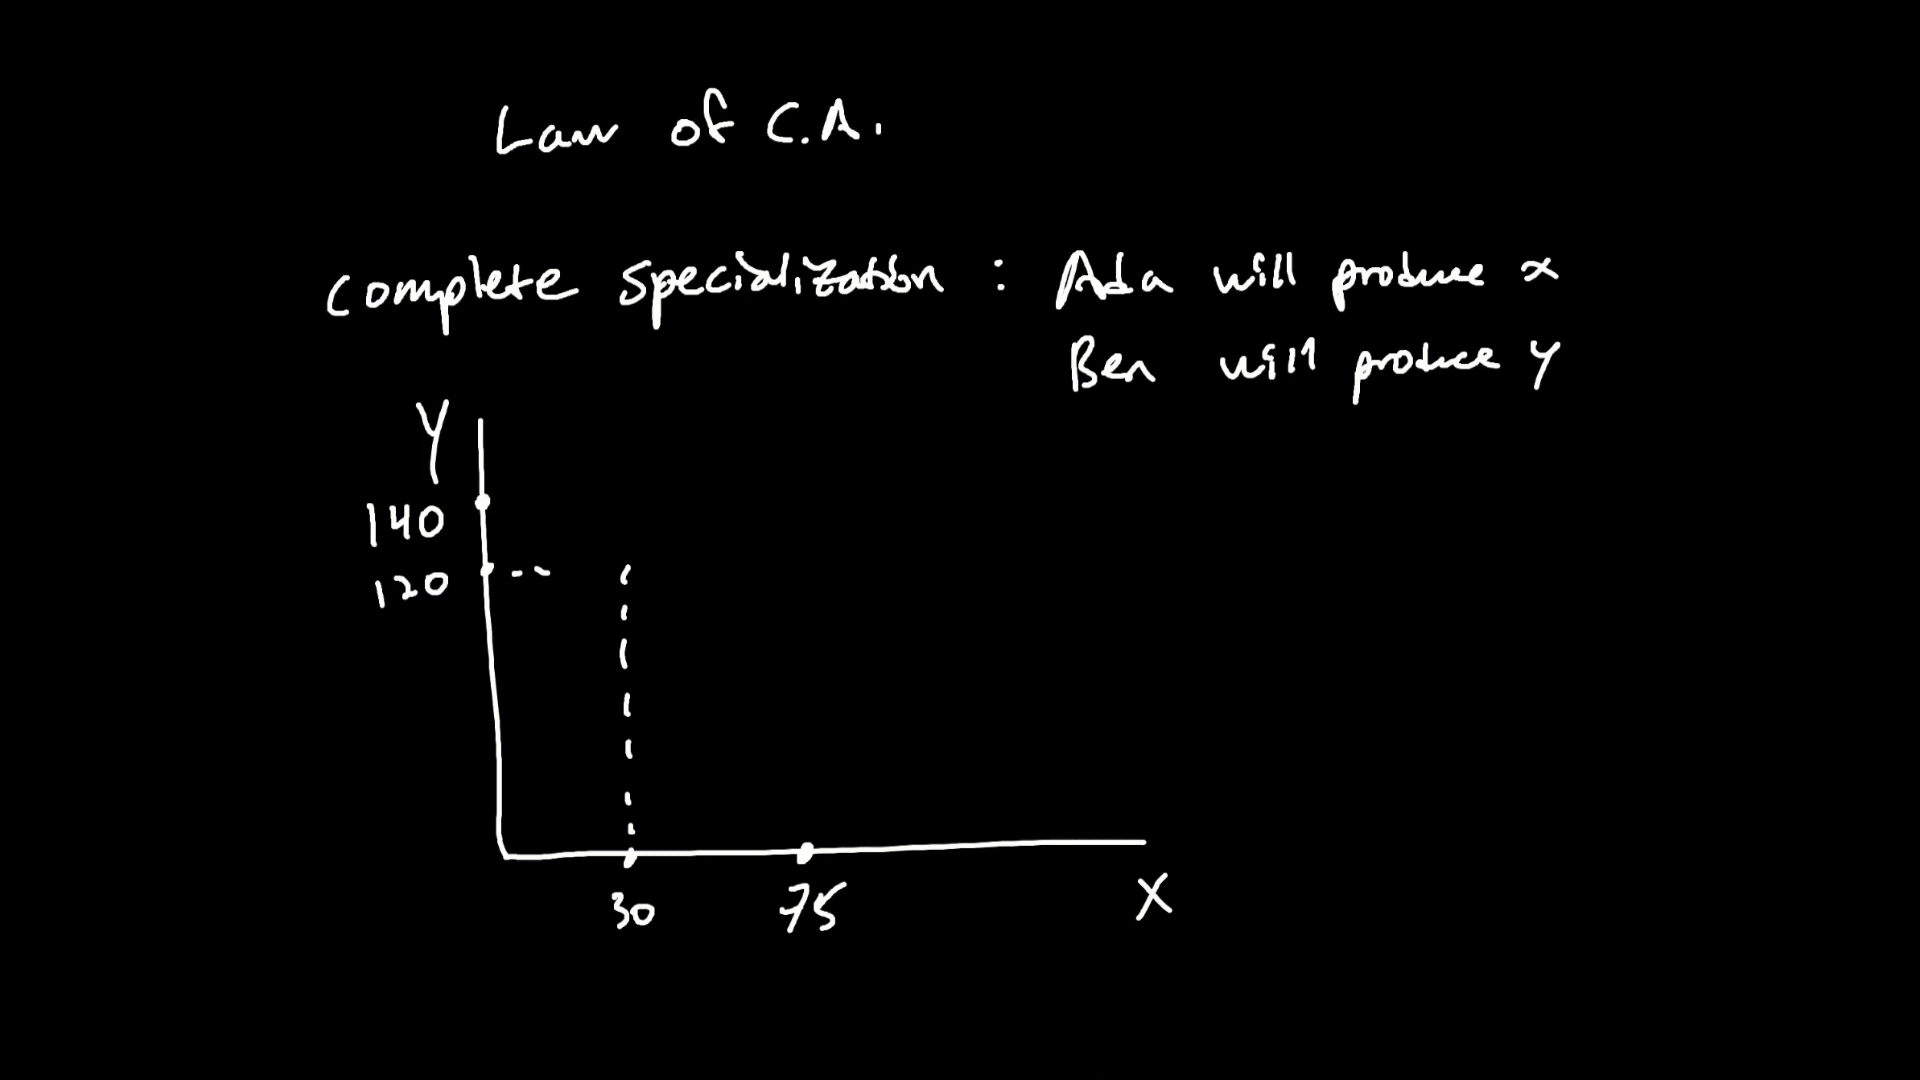 Law of C.A.
complete specialization : Ada will produce x
Ben will produce y
Y
140
120
30 75 X